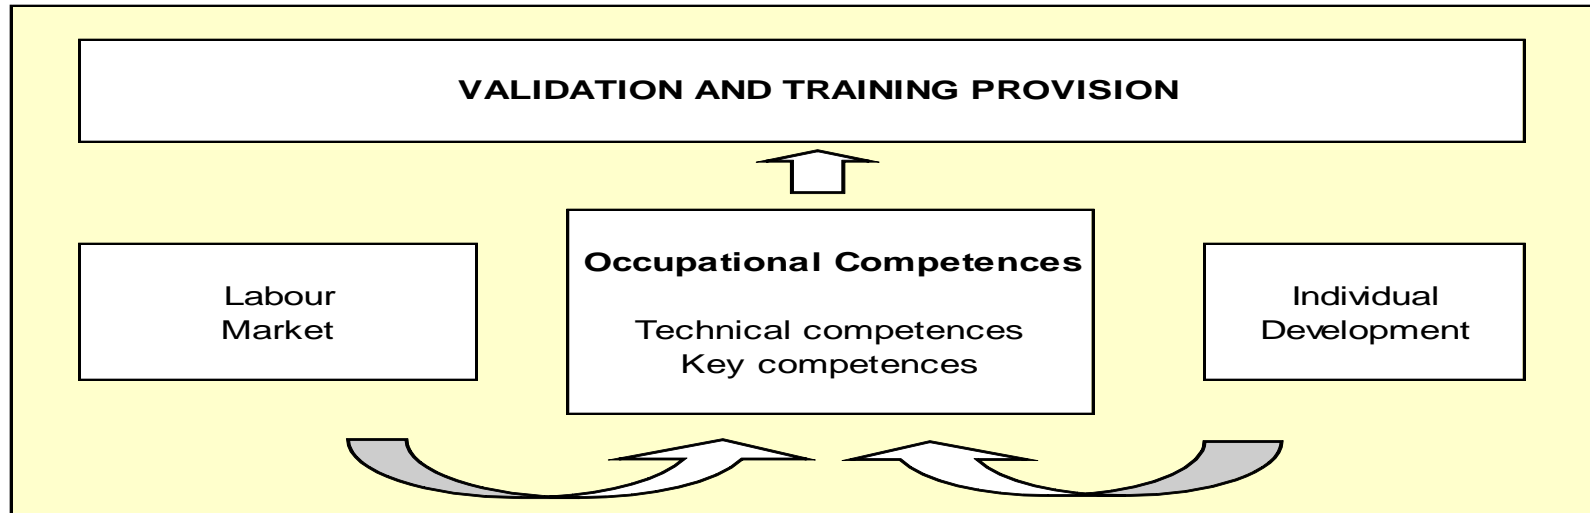 VALIDATION AND TRAINING PROVISION
Labour
Market
Occupational Competences
Technical competences
Key competences
Individual
Development